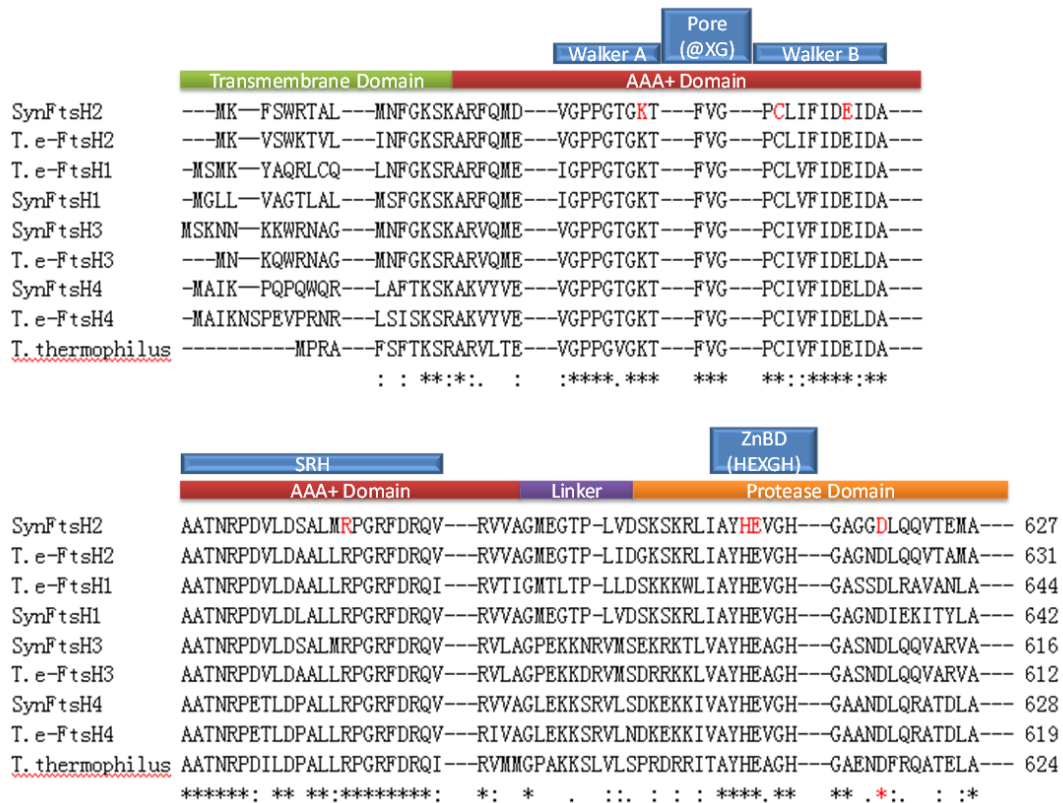 Pore
(@XG)
Walker A
Walker B
Transmembrane Domain
AAA+ Domain
SynFtsH2 ---MK—FSWRTAL---MNFGKSKARFQMD---VGPPGTGKT---FVG---PCLIFIDEIDA---
T.e-FtsH2 ---MK—VSWKTVL---INFGKSRARFQME---VGPPGTGKT---FVG---PCLIFIDEIDA---
T.e-FtsH1 -MSMK—YAQRLCQ---LNFGKSRARFQME---IGPPGTGKT---FVG---PCLVFIDEIDA---
SynFtsH1 -MGLL—VAGTLAL---MSFGKSRARFQME---IGPPGTGKT---FVG---PCLVFIDEIDA---
SynFtsH3 MSKNN—KKWRNAG---MNFGKSKARVQME---VGPPGTGKT---FVG---PCIVFIDEIDA---
T.e-FtsH3 ---MN—KQWRNAG---MNFGKSRARVQME---VGPPGTGKT---FVG---PCIVFIDELDA---
SynFtsH4 -MAIK—PQPQWQR---LAFTKSKAKVYVE---VGPPGTGKT---FVG---PCIVFIDELDA---
T.e-FtsH4 -MAIKNSPEVPRNR---LSISKSRAKVYVE---VGPPGTGKT---FVG---PCIVFIDELDA---
T.thermophilus ----------MPRA---FSFTKSRARVLTE---VGPPGVGKT---FVG---PCIVFIDEIDA---
: : **:*:. : :****.*** *** **::****:**
ZnBD
(HEXGH)
SRH
AAA+ Domain
Linker
Protease Domain
SynFtsH2 AATNRPDVLDSALMRPGRFDRQV---RVVAGMEGTP-LVDSKSKRLIAYHEVGH---GAGGDLQQVTEMA--- 627
T.e-FtsH2 AATNRPDVLDAALLRPGRFDRQV---RVVAGMEGTP-LIDGKSKRLIAYHEVGH---GAGNDLQQVTAMA--- 631
T.e-FtsH1 AATNRPDVLDAALLRPGRFDRQI---RVTIGMTLTP-LLDSKKKWLIAYHEVGH---GASSDLRAVANLA--- 644
SynFtsH1 AATNRPDVLDLALLRPGRFDRQV---RVVAGMEGTP-LVDSKSKRLIAYHEVGH---GAGNDIEKITYLA--- 642
SynFtsH3 AATNRPDVLDSALMRPGRFDRQV---RVLAGPEKKNRVMSEKRKTLVAYHEVGH---GASNDLQQVARVA--- 616
T.e-FtsH3 AATNRPDVLDAALLRPGRFDRQV---RVLAGPEKKDRVMSDRRKKLVAYHEVGH---GASNDLQQVARVA--- 612
SynFtsH4 AATNRPETLDPALLRPGRFDRQV---RVVAGLEKKSRVLSDKEKKIVAYHEVGH---GAANDLQRATDLA--- 628
T.e-FtsH4 AATNRPETLDPALLRPGRFDRQV---RIVAGLEKKSRVLNDKEKKIVAYHEVGH---GAANDLQRATDLA--- 619
T.thermophilus AATNRPDILDPALLRPGRFDRQI---RVMMGPAKKSLVLSPRDRRITAYHEAGH---GAENDFRQATELA--- 624
******: ** **:******** *: * . ::. : : : ****.** ** .*:. : :*